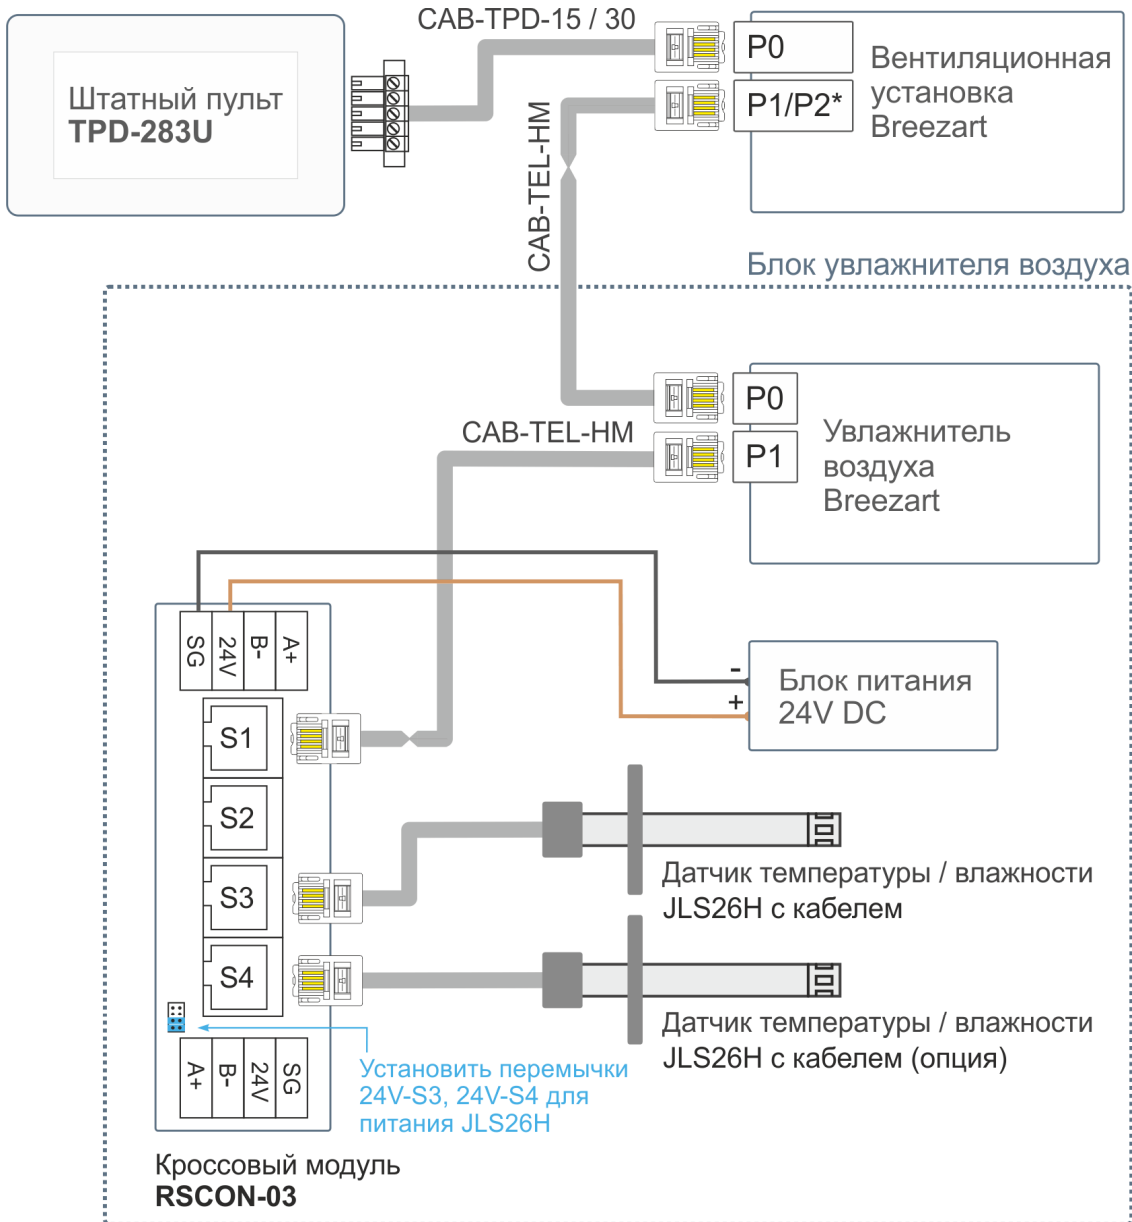 CAB-TPD-15 / 30
Штатный пульт
TPD-283U
P0
P1/P2*
Вентиляционная
установка
Breezart
CAB-TEL-HM
Блок увлажнителя воздуха
P0
P1
CAB-TEL-HM
Увлажнитель
воздуха
Breezart
SG
24V
B-
A+
-
+
Блок питания
24V DC
S1
S2
S3
S4
Датчик температуры / влажности
JLS26H с кабелем
Датчик температуры / влажности
JLS26H с кабелем (опция)
A+
B-
24V
SG
Установить перемычки
24V-S3, 24V-S4 для
питания JLS26H
Кроссовый модуль
RSCON-03